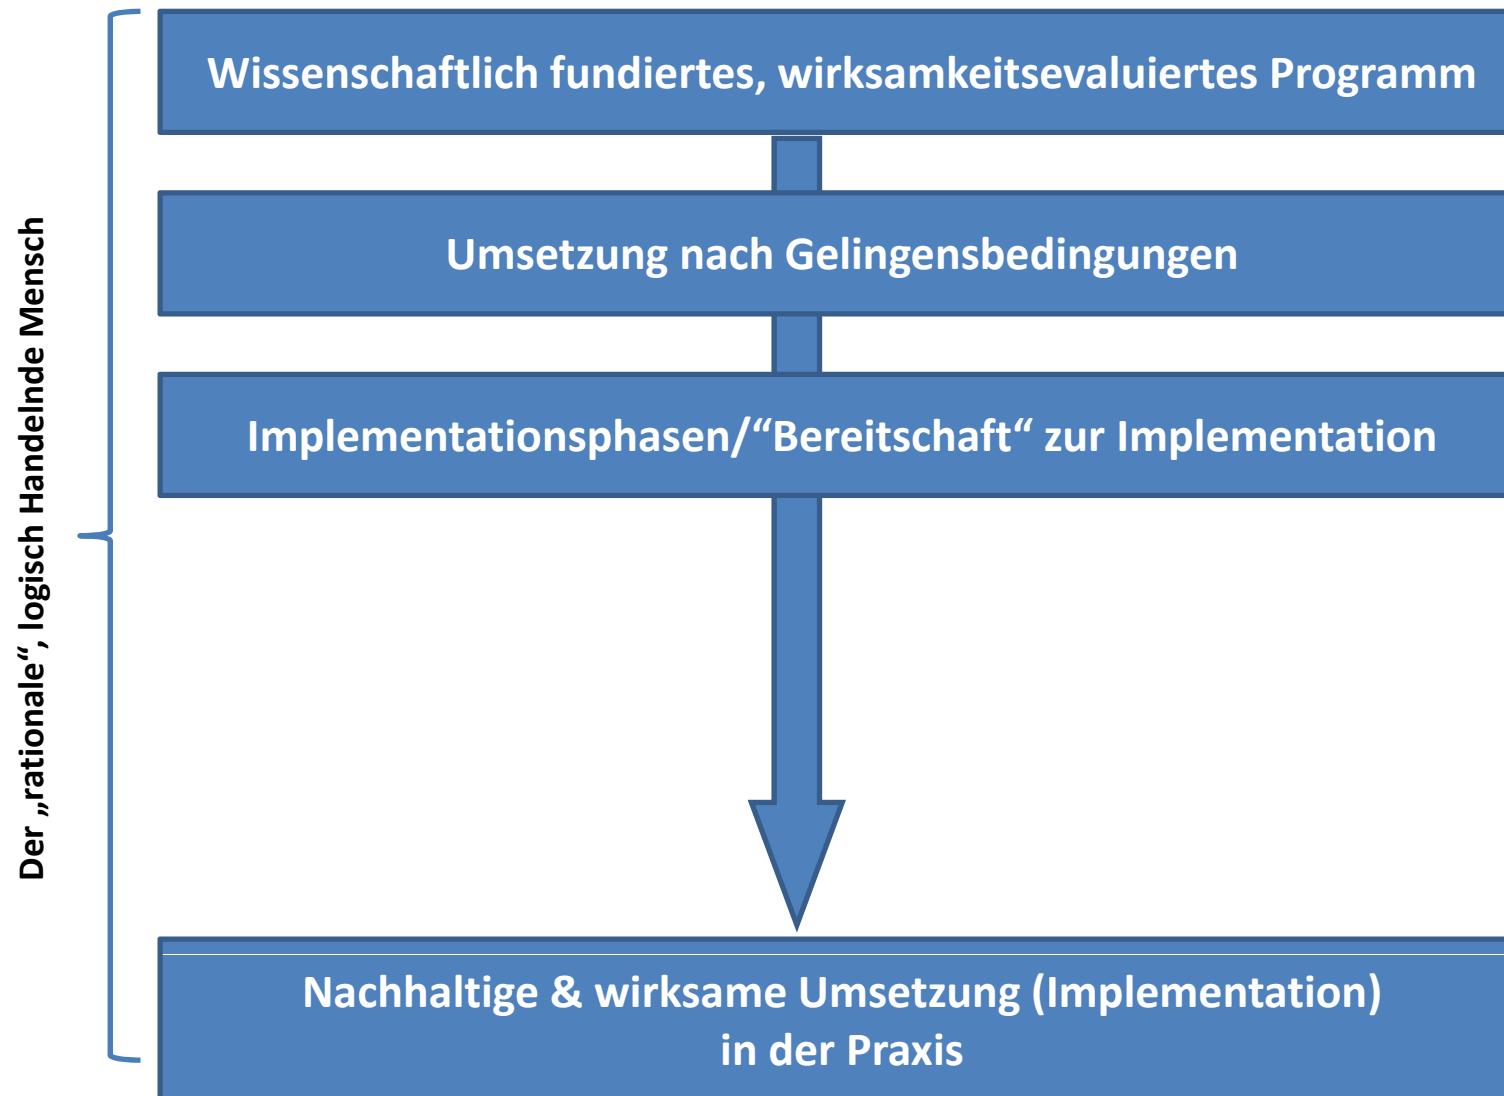 Der „rationale“, logisch Handelnde Mensch
Wissenschaftlich fundiertes, wirksamkeitsevaluiertes Programm
Umsetzung nach Gelingensbedingungen
Implementationsphasen/“Bereitschaft“ zur Implementation
Nachhaltige & wirksame Umsetzung (Implementation)
in der Praxis